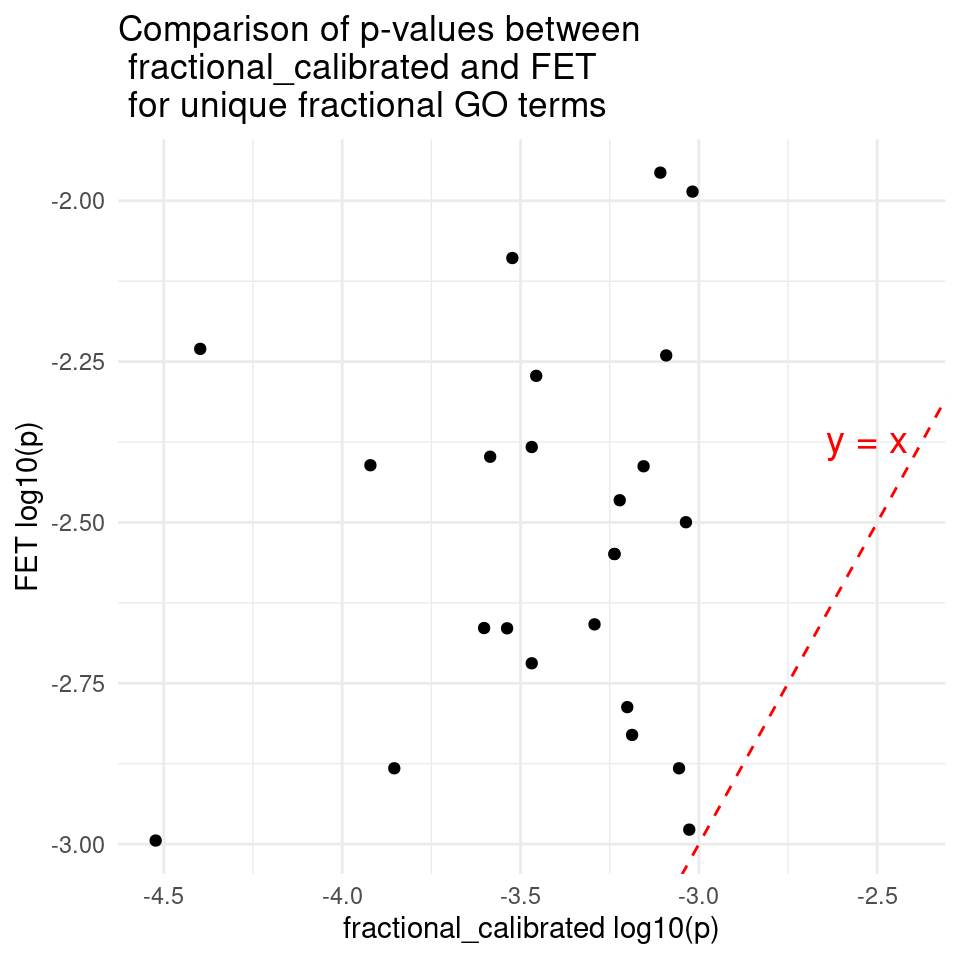 Comparison of p-values between
fractional_calibrated and FET
for unique fractional GO terms
-2.00
-2.25
-2.50
-2.75
-3.00
FET log10(p)
y = x
-4.5
-4.0
-3.5
-3.0
-2.5
fractional_calibrated log10(p)